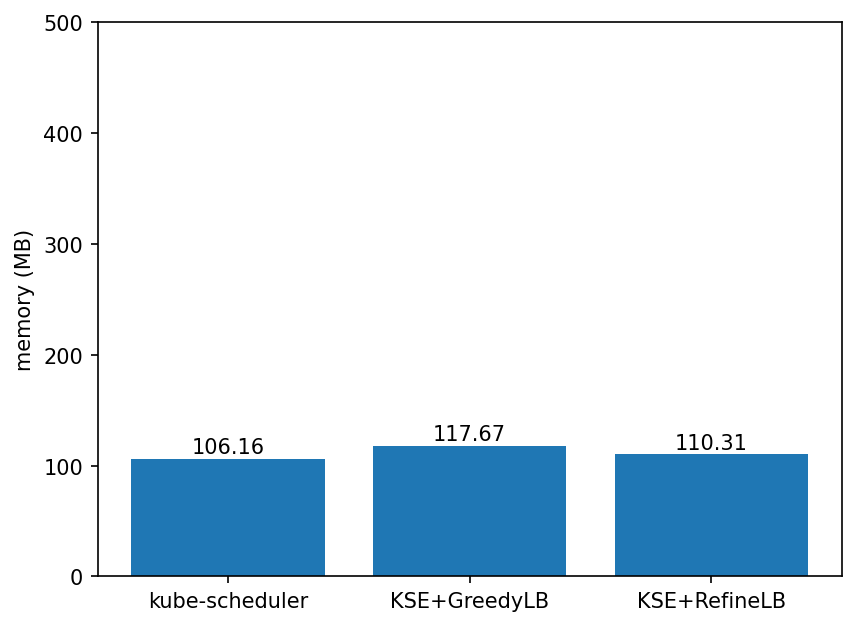 500
400
300
200
100
0
memory (MB)
106.16
117.67
110.31
kube-scheduler
KSE+GreedyLB
KSE+RefineLB